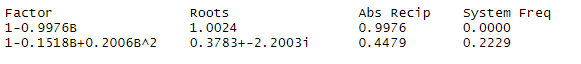 Factor Roots Abs Recip System Freq
1-0.9976B 1.0024 0.9976 0.0000
1-0.1518B+0.2006B^2 0.3783+-2.2003i 0.4479 0.2229